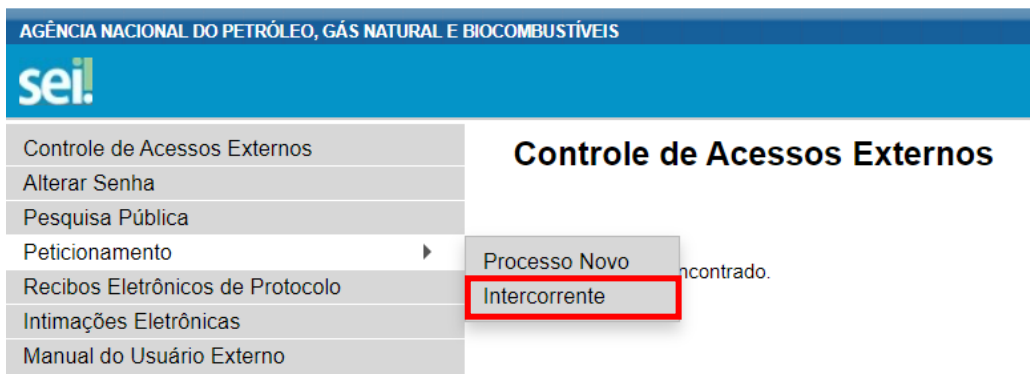 AGÊNCIA NACIONAL DO PETRÓLEO, GÁS NATURAL E BIOCOMBUSTÍVEIS
sei!
Controle de Acessos Externos
Alterar Senha
Pesquisa Pública
Peticionamento
Recibos Eletrônicos de Protocolo
Intimações Eletrônicas
Manual do Usuário Externo
Controle de Acessos Externos
Processo Novo
Intercorrente